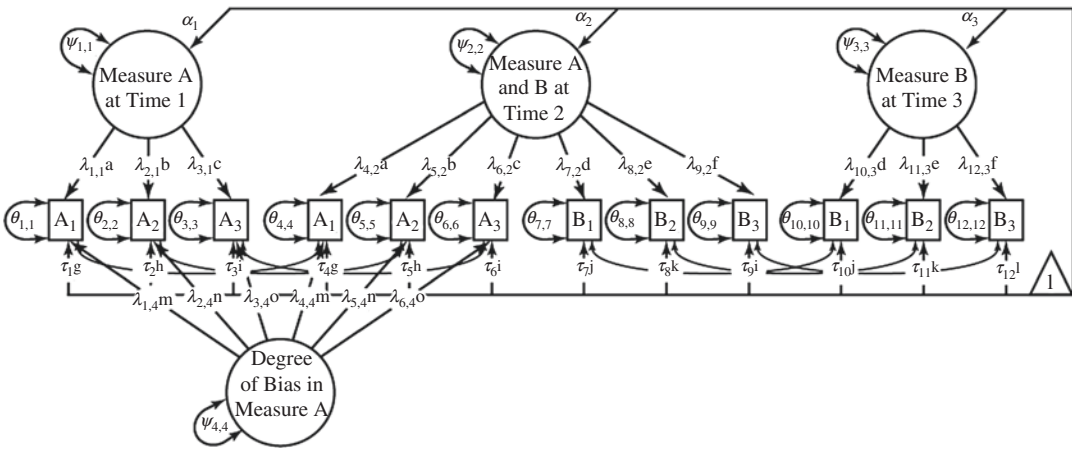 α1 α2 α3
ψ1,1 ψ2,2 ψ3,3
Measure A
at Time 1
Measure A
and B at
Time 2
Measure B
at Time 3
λ1,1a λ2,1b λ3,1c λ4,2a λ5,2b λ6,2c λ7,2d λ8,2e λ9,2f λ10,3d λ11,3e λ12,3f
θ1,1 A1 θ2,2 A2 θ3,3 A3 θ4,4 A1 θ5,5 A2 θ6,6 A3 θ7,7 B1 θ8,8 B2 θ9,9 B3 θ10,10 B1 θ11,11 B2 θ12,12 B3
τ1g τ2h τ3i τ4g τ5h τ6i τ7j τ8k τ9i τ10j τ11k τ12l
1
λ1,4m λ2,4n λ3,4o λ4,4m λ5,4n λ6,4o
Degree
of Bias in
Measure A
ψ4,4